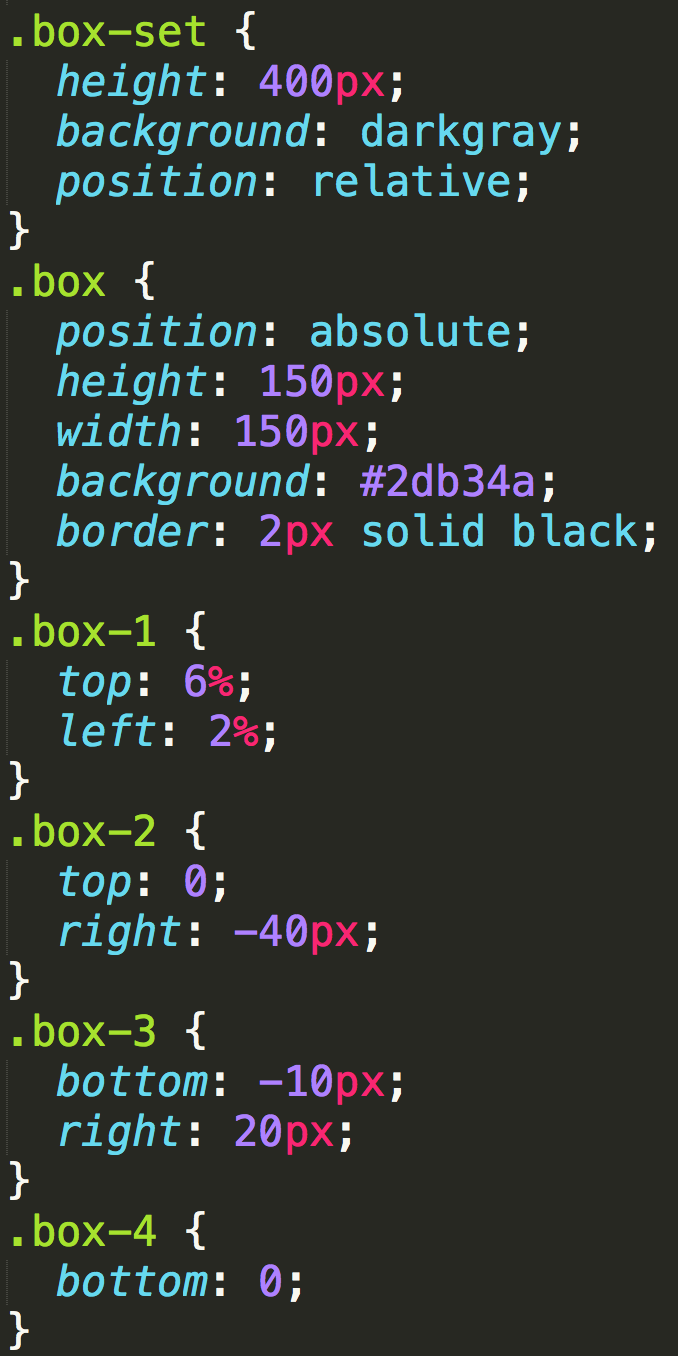 .box-set {
  height: 400px;
  background: darkgray;
  position: relative;
}
.box {
  position: absolute;
  height: 150px;
  width: 150px;
  background: #2db34a;
  border: 2px solid black;
}
.box-1 {
  top: 6%;
  left: 2%;
}
.box-2 {
  top: 0;
  right: -40px;
}
.box-3 {
  bottom: -10px;
  right: 20px;
}
.box-4 {
  bottom: 0;
}